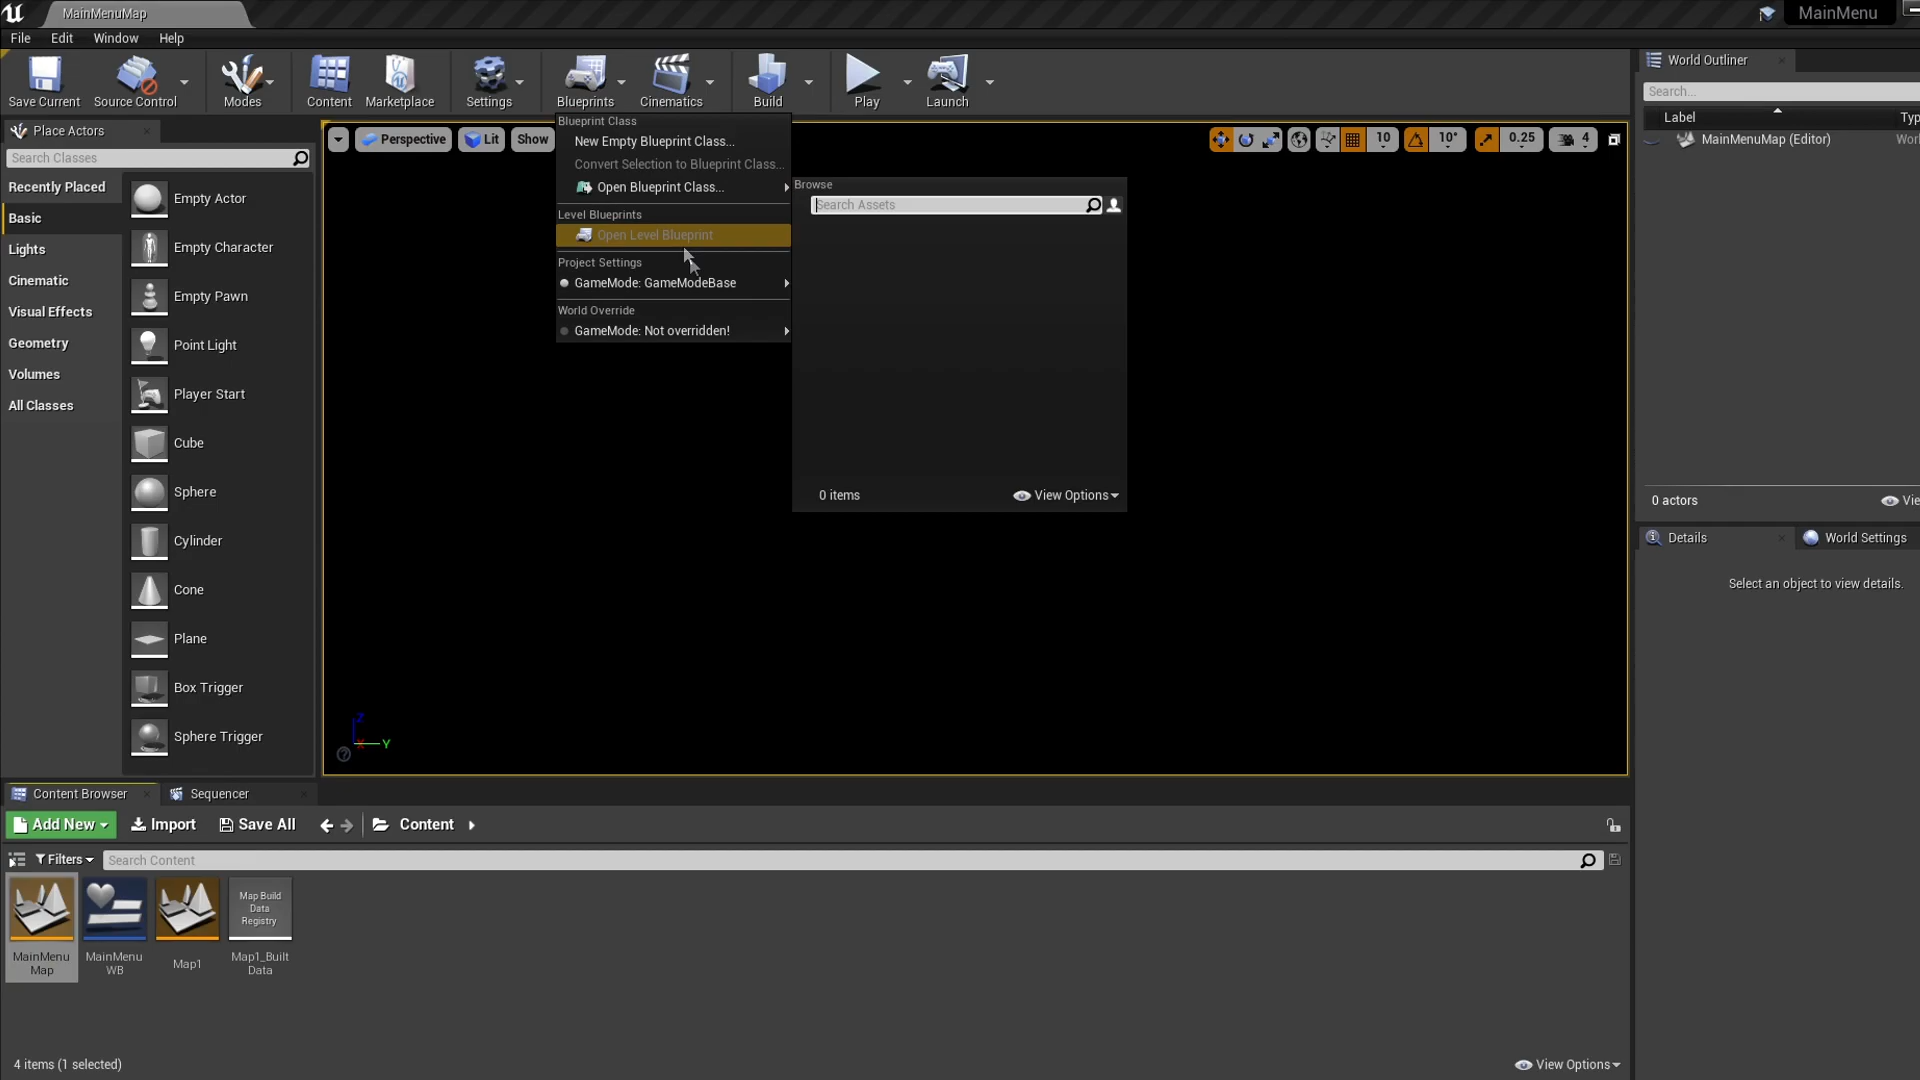 MainMenuMap
MainMenu
File Edit Window Help
Save Current Source Control Modes Content Marketplace Settings Blueprints Cinematics Build Play Launch
World Outliner
Search...
Label Typ
MainMenuMap (Editor) Worl
0 actors Vie
Details World Settings
Select an object to view details.
Place Actors
Search Classes
Recently Placed
Basic
Lights
Cinematic
Visual Effects
Geometry
Volumes
All Classes
Empty Actor
Empty Character
Empty Pawn
Point Light
Player Start
Cube
Sphere
Cylinder
Cone
Plane
Box Trigger
Sphere Trigger
Perspective Lit Show
10 10° 0.25 4
Blueprint Class
New Empty Blueprint Class...
Convert Selection to Blueprint Class...
Open Blueprint Class...
Level Blueprints
Open Level Blueprint
Project Settings
GameMode: GameModeBase
World Override
GameMode: Not overridden!
Browse
Search Assets
0 items View Options
Z
X Y
Content Browser Sequencer
Add New Import Save All Content
Filters Search Content
MainMenu
Map
MainMenu
WB
Map1
Map Build
Data
Registry
Map1_Built
Data
4 items (1 selected) View Options